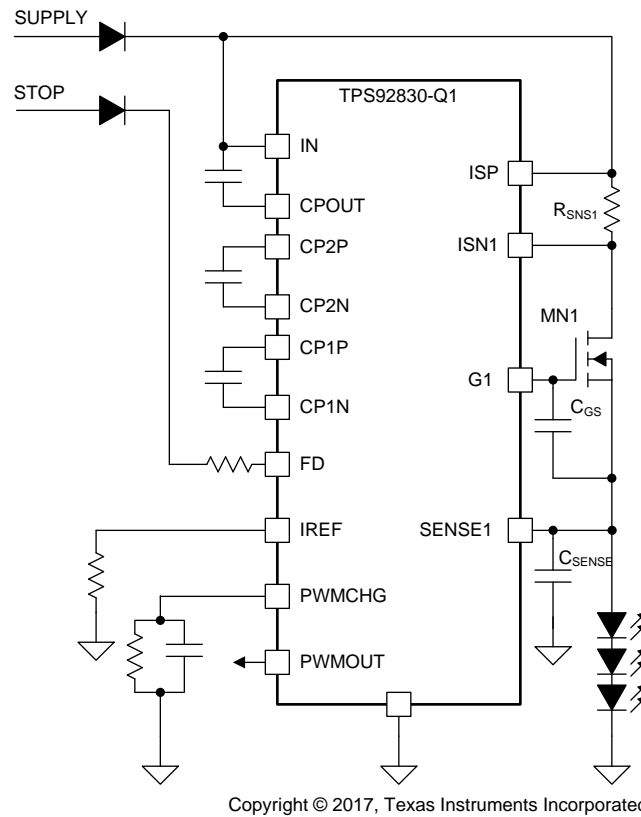 SUPPLY
STOP
TPS92830-Q1
IN
CPOUT
CP2P
CP2N
CP1P
CP1N
FD
IREF
PWMCHG
PWMOUT
ISP
RSNS1
ISN1
MN1
G1
CGS
SENSE1
CSENSE
Copyright © 2017, Texas Instruments Incorporated